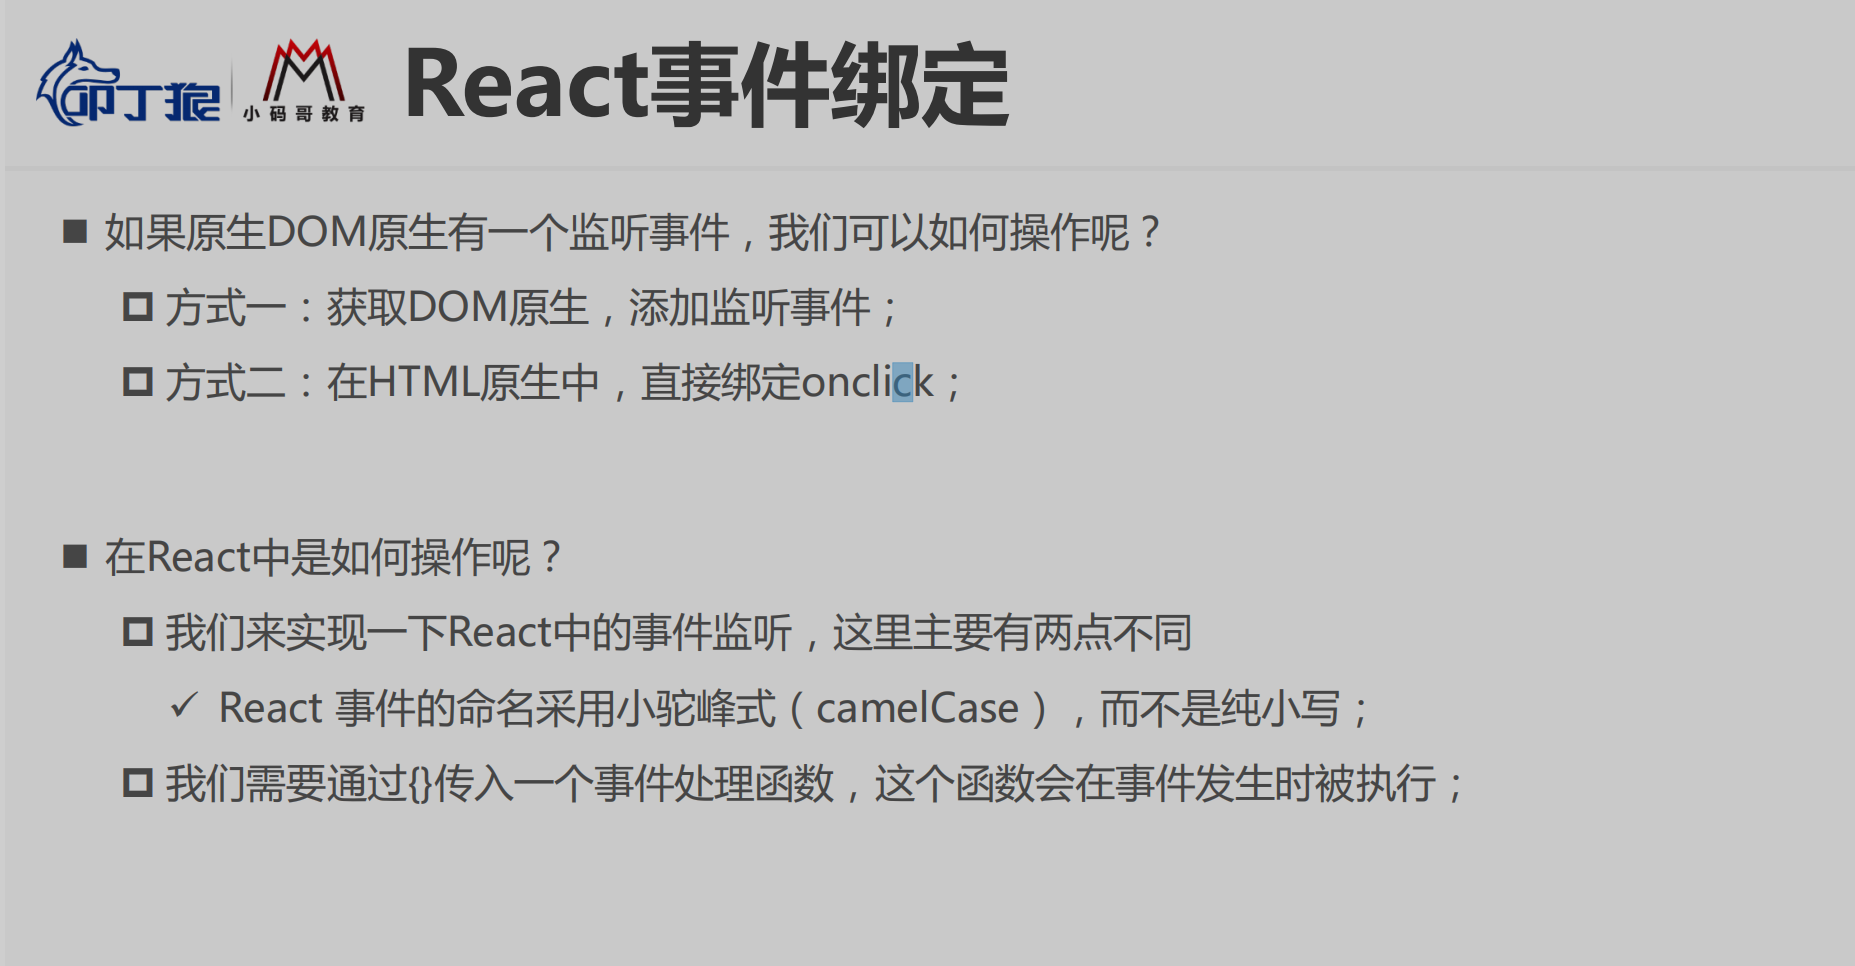 叩丁狼
小码哥教育
React事件绑定
如果原生DOM原生有一个监听事件，我们可以如何操作呢？
方式一：获取DOM原生，添加监听事件；
方式二：在HTML原生中，直接绑定onclick；
在React中是如何操作呢？
我们来实现一下React中的事件监听，这里主要有两点不同
React 事件的命名采用小驼峰式（camelCase），而不是纯小写；
我们需要通过{}传入一个事件处理函数，这个函数会在事件发生时被执行；